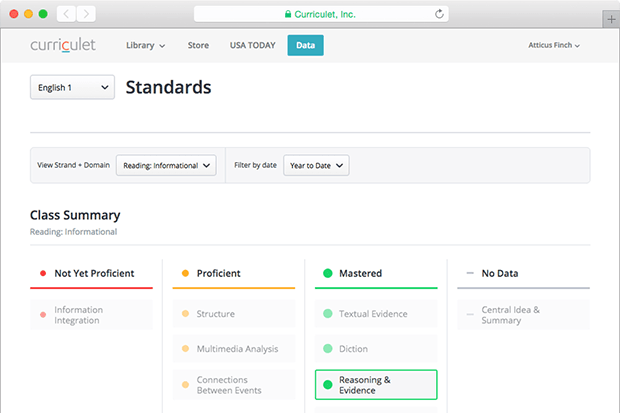 Curriculet, Inc.
curriculet
Library
Store
USA TODAY
Data
Atticus Finch
English 1
Standards
View Strand + Domain
Reading: Informational
Filter by date
Year to Date
Class Summary
Reading: Informational
Not Yet Proficient
Information
Integration
Proficient
Structure
Multimedia Analysis
Connections
Between Events
Mastered
Textual Evidence
Diction
Reasoning &
Evidence
No Data
Central Idea &
Summary